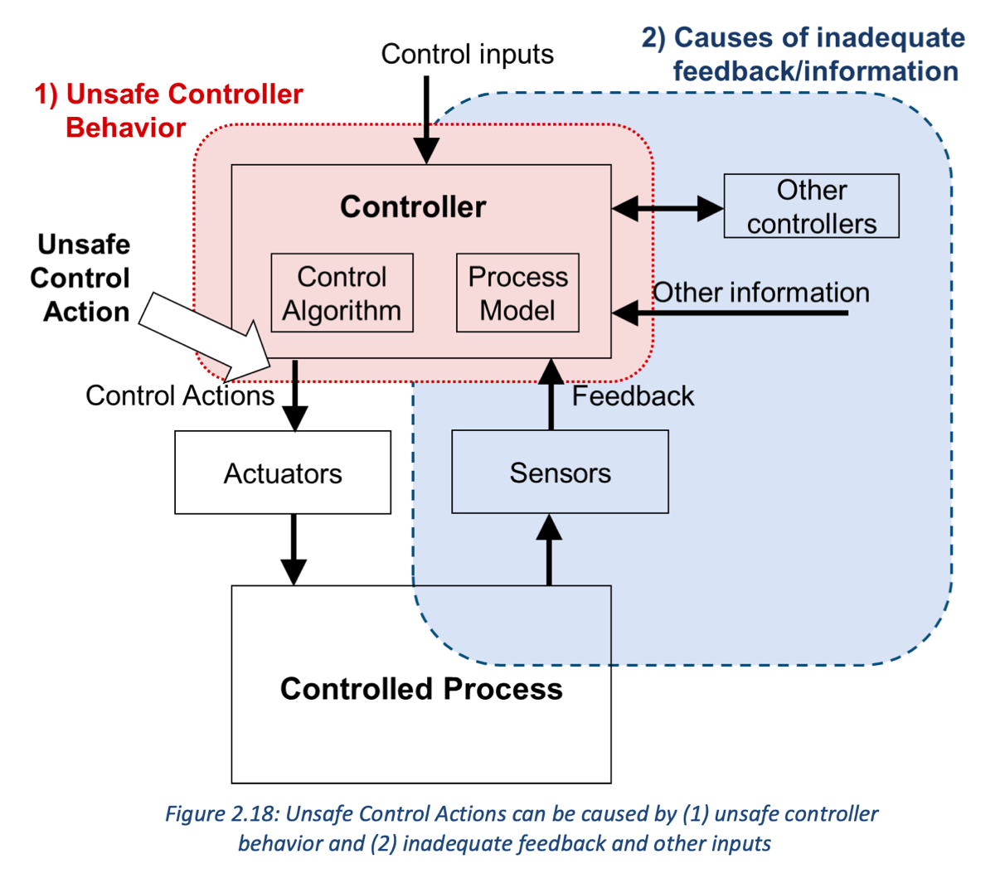 Control inputs
2) Causes of inadequate
feedback/information
1) Unsafe Controller
Behavior
Controller
Other
controllers
Unsafe
Control
Action
Control
Algorithm
Process
Model
Other information
Control Actions
Feedback
Actuators
Sensors
Controlled Process
Figure 2.18: Unsafe Control Actions can be caused by (1) unsafe controller
behavior and (2) inadequate feedback and other inputs